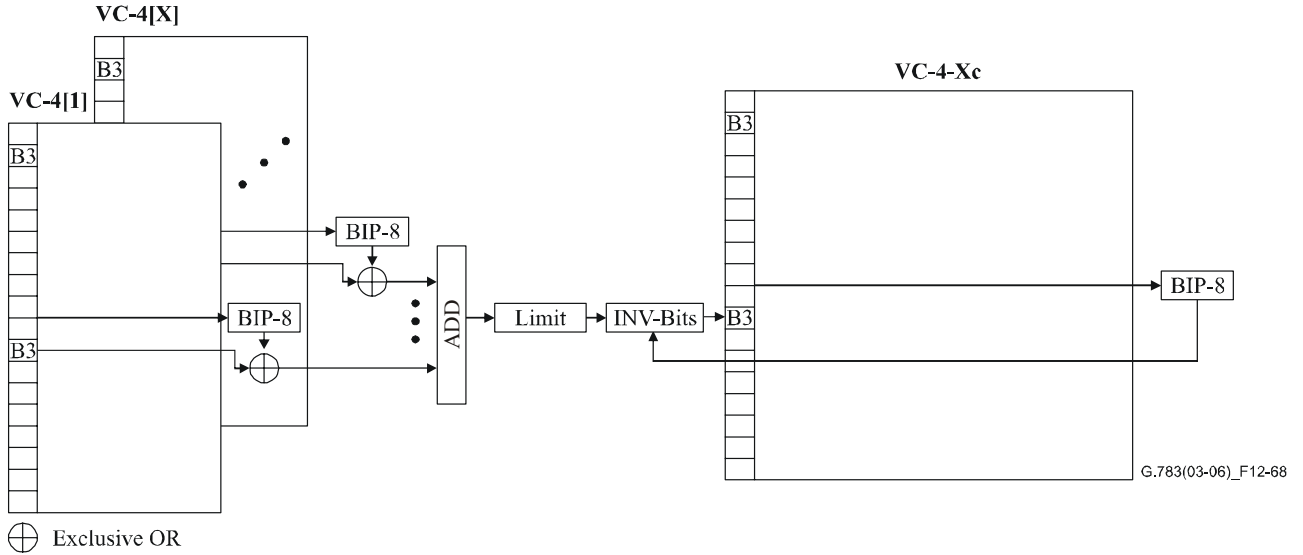 VC-4[X]
B3
VC-4[1]
B3
VC-4-Xc
B3
BIP-8
BIP-8
BIP-8
ADD
Limit
INV-Bits
B3
B3
G.783(03-06)_F12-68
Exclusive OR